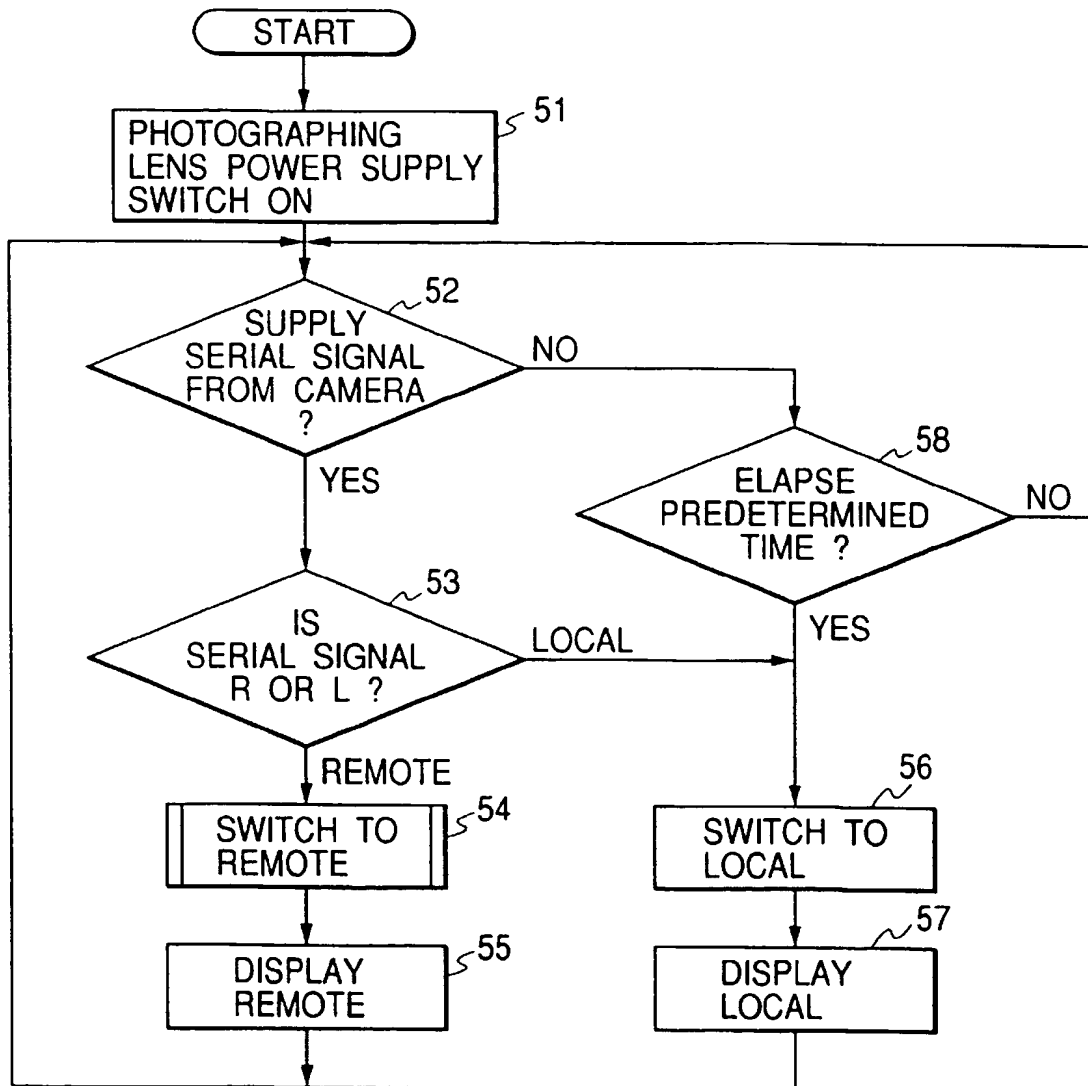 START
51
PHOTOGRAPHING
LENS POWER SUPPLY
SWITCH ON
52
SUPPLY
SERIAL SIGNAL
FROM CAMERA
?
NO
YES
58
ELAPSE
PREDETERMINED
TIME ?
NO
YES
53
IS
SERIAL SIGNAL
R OR L ?
LOCAL
REMOTE
54
SWITCH TO
REMOTE
56
SWITCH TO
LOCAL
55
DISPLAY
REMOTE
57
DISPLAY
LOCAL